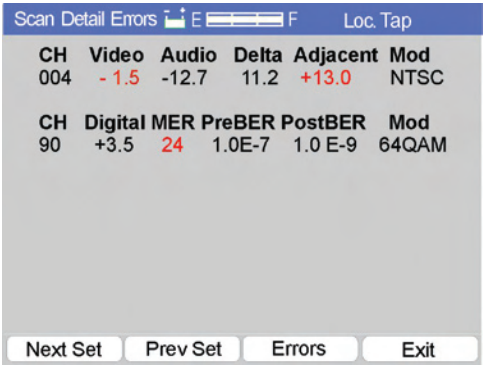 Scan Detail Errors E F Loc. Tap
CH Video Audio Delta Adjacent Mod
004 - 1.5 -12.7 11.2 +13.0 NTSC
CH Digital MER PreBER PostBER Mod
90 +3.5 24 1.0E-7 1.0 E-9 64QAM
Next Set Prev Set Errors Exit